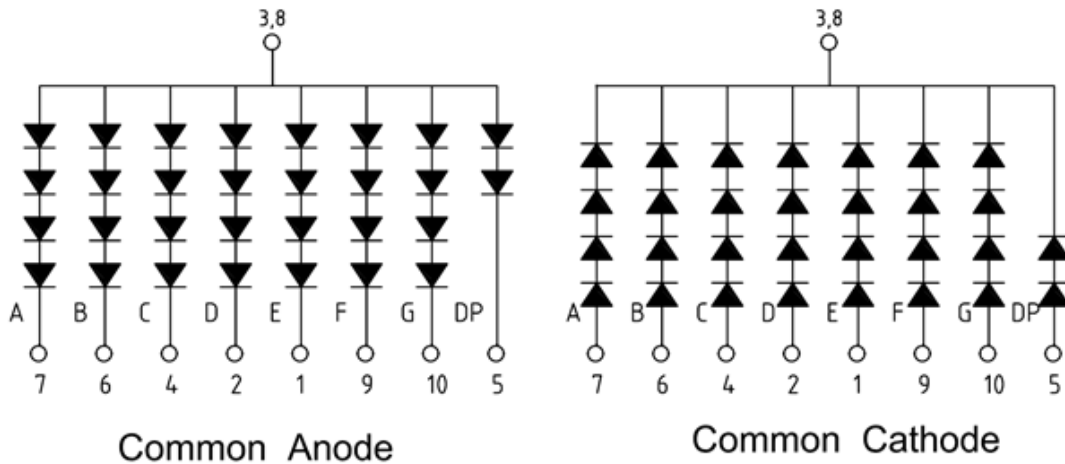 3,8 3,8
A B C D E F G DP A B C D E F G DP
7 6 4 2 1 9 10 5 7 6 4 2 1 9 10 5
Common Anode Common Cathode